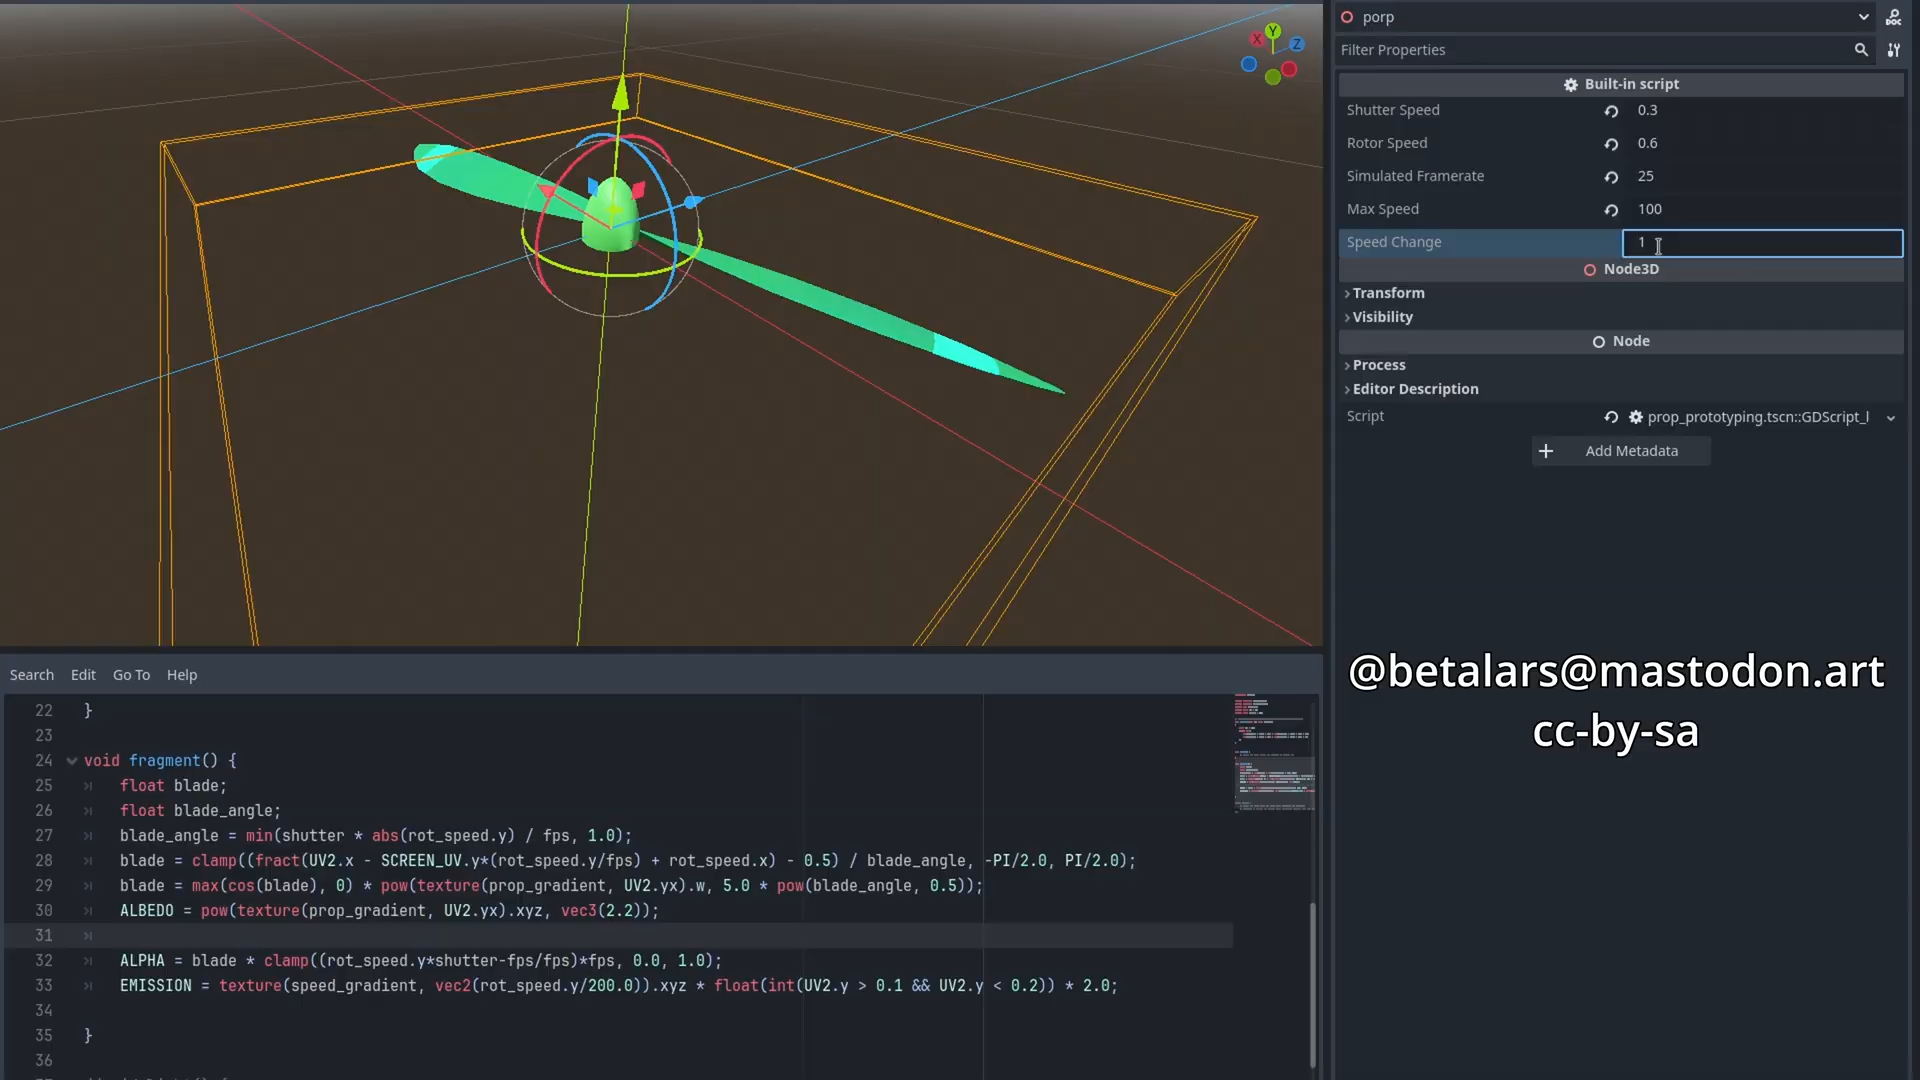 porp
DOC
Filter Properties
X Y Z
Built-in script
Shutter Speed 0.3
Rotor Speed 0.6
Simulated Framerate 25
Max Speed 100
Speed Change 1
Node3D
Transform
Visibility
Node
Process
Editor Description
Script prop_prototyping.tscn::GDScript_l
Add Metadata
@betalars@mastodon.art
cc-by-sa
Search Edit Go To Help
22 }
23
24 void fragment() {
25 float blade;
26 float blade_angle;
27 blade_angle = min(shutter * abs(rot_speed.y) / fps, 1.0);
28 blade = clamp((fract(UV2.x - SCREEN_UV.y*(rot_speed.y/fps) + rot_speed.x) - 0.5) / blade_angle, -PI/2.0, PI/2.0);
29 blade = max(cos(blade), 0) * pow(texture(prop_gradient, UV2.yx).w, 5.0 * pow(blade_angle, 0.5));
30 ALBEDO = pow(texture(prop_gradient, UV2.yx).xyz, vec3(2.2));
31
32 ALPHA = blade * clamp((rot_speed.y*shutter-fps/fps)*fps, 0.0, 1.0);
33 EMISSION = texture(speed_gradient, vec2(rot_speed.y/200.0)).xyz * float(int(UV2.y > 0.1 && UV2.y < 0.2)) * 2.0;
34
35 }
36